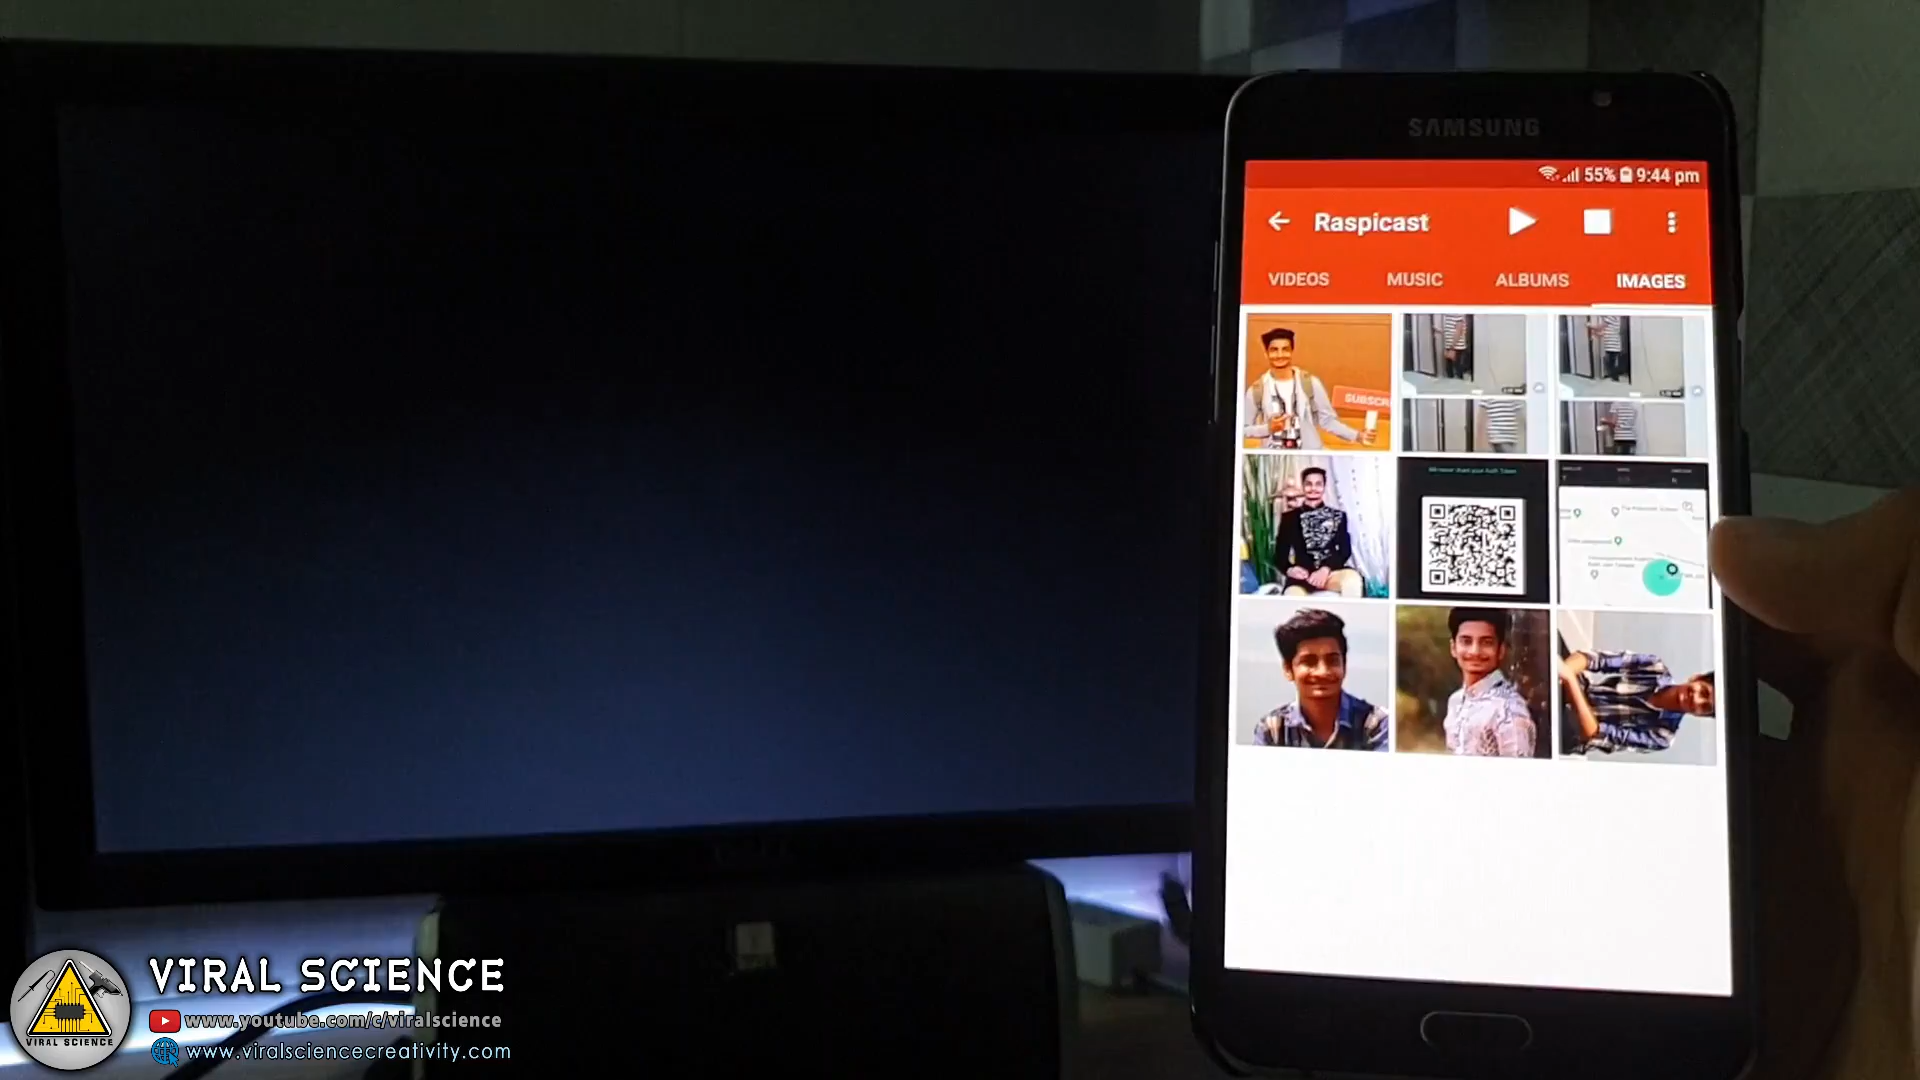 SAMSUNG
55% 9:44 pm
Raspicast
VIDEOS MUSIC ALBUMS IMAGES
SUBSCR
VIRAL SCIENCE
www.youtube.com/c/viralscience
www.viralsciencecreativity.com
VIRAL SCIENCE